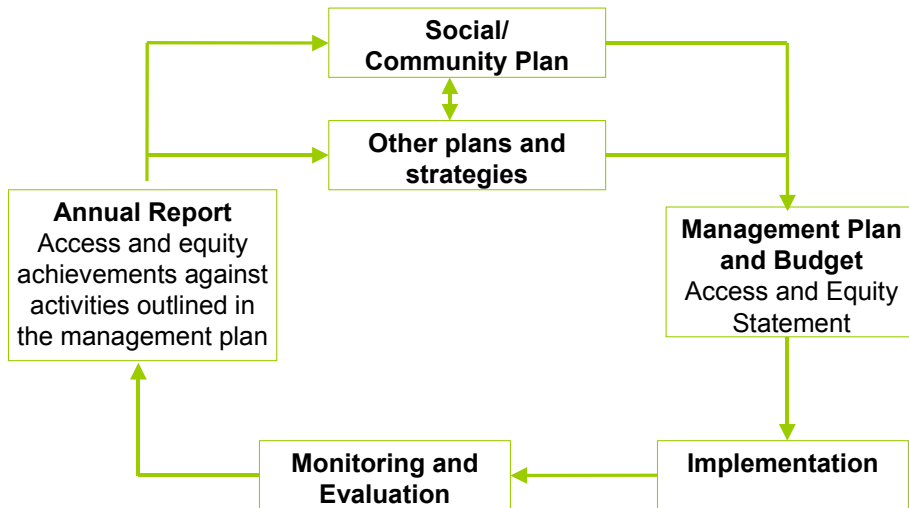 Social/
Community Plan
Other plans and
strategies
Annual Report
Access and equity
achievements against
activities outlined in
the management plan
Management Plan
and Budget
Access and Equity
Statement
Monitoring and
Evaluation
Implementation